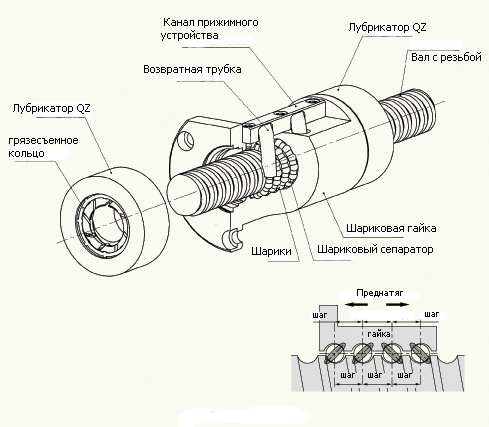 Канал прижимного
устройства
Лубрикатор QZ
Вал с резьбой
Возвратная трубка
Лубрикатор QZ
грязесъемное
кольцо
Шариковая гайка
Шарики
Шариковый сепаратор
Преднатяг
шаг
шаг
гайка
шаг
шаг
шаг